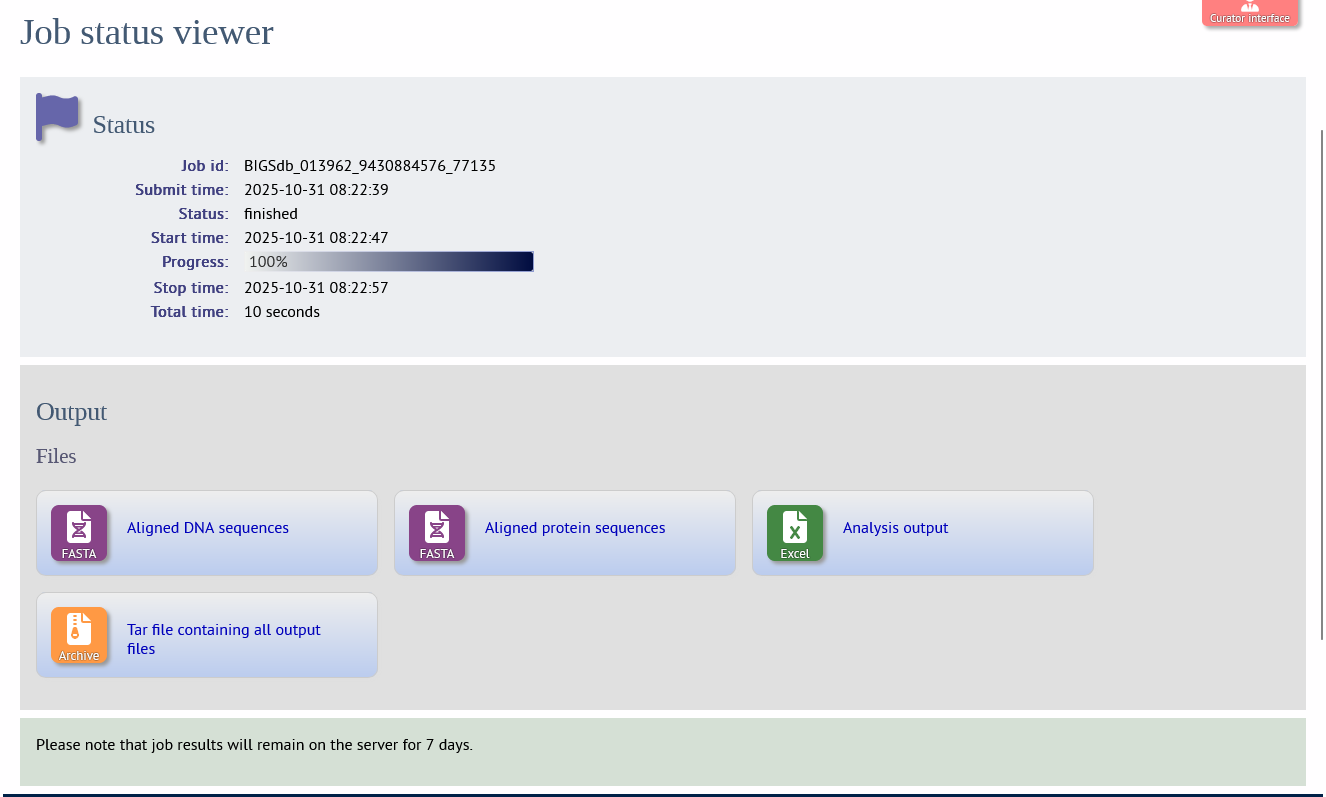 Curator interface
Job status viewer
Status
Job id: BIGSdb_013962_9430884576_77135
Submit time: 2025-10-31 08:22:39
Status: finished
Start time: 2025-10-31 08:22:47
Progress: 100%
Stop time: 2025-10-31 08:22:57
Total time: 10 seconds
Output
Files
FASTA Aligned DNA sequences
FASTA Aligned protein sequences
Excel Analysis output
Archive Tar file containing all output
files
Please note that job results will remain on the server for 7 days.